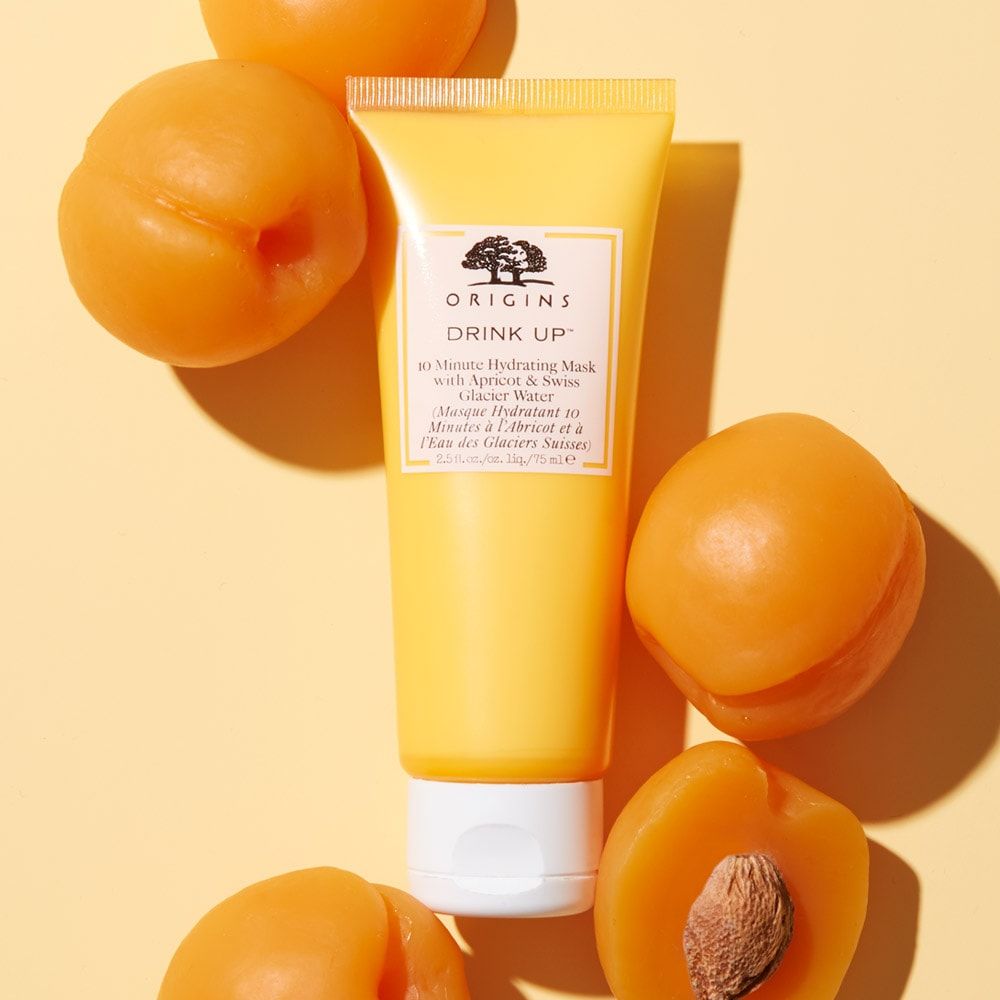 ORIGINS
DRINK UP™
10 Minute Hydrating Mask
with Apricot & Swiss
Glacier Water
(Masque Hydratant 10
Minutes à l'Abricot et à
l'Eau des Glaciers Suisses)
2.5 fl.oz./oz. liq./75 ml e